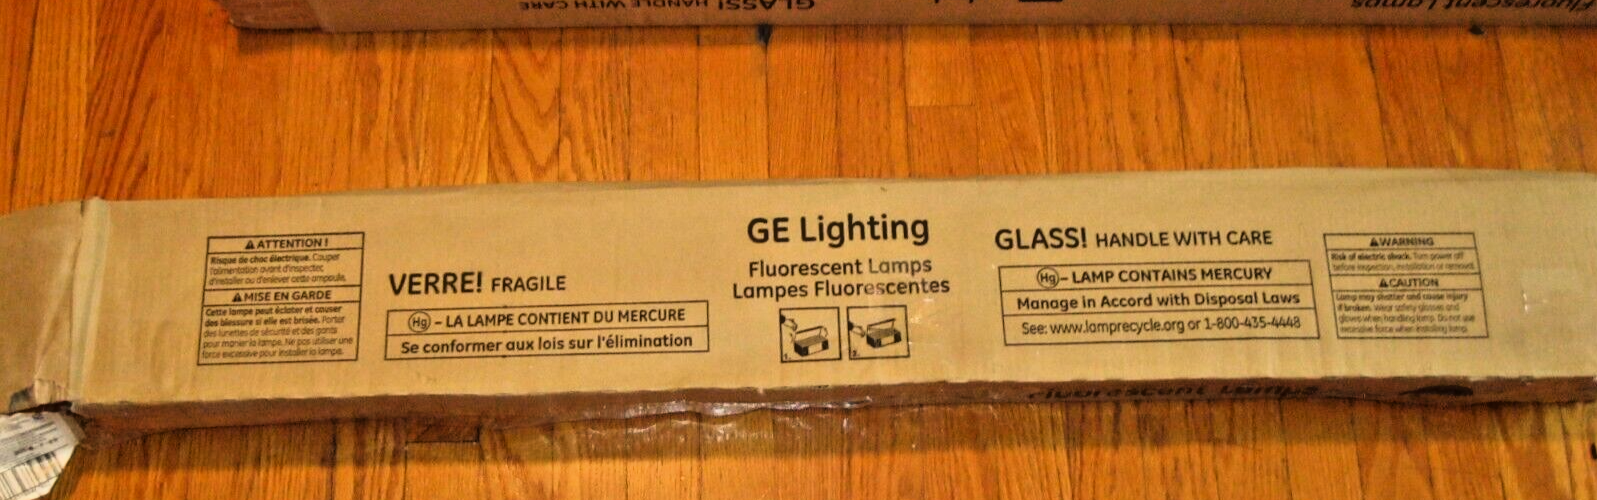 GLASS! HANDLE WITH CARE
Fluorescent Lamps
ATTENTION !
Risque de choc électrique. Couper
l'alimentation avant d'inspecter,
d'installer ou d'enlever cette ampoule.
MISE EN GARDE
Cette lampe peut éclater et causer
des blessure si elle est brisée. Porter
des lunettes de sécurité et des gants
pour manier la lampe. Ne pas utiliser une
force excessive pour installer la lampe.
VERRE! FRAGILE
Hg – LA LAMPE CONTIENT DU MERCURE
Se conformer aux lois sur l'élimination
GE Lighting
Fluorescent Lamps
Lampes Fluorescentes
1.
2.
GLASS! HANDLE WITH CARE
Hg – LAMP CONTAINS MERCURY
Manage in Accord with Disposal Laws
See: www.lamprecycle.org or 1-800-435-4448
WARNING
Risk of electric shock. Turn power off
before inspection, installation or removal.
CAUTION
Lamp may shatter and cause injury
if broken. Wear safety glasses and
gloves when handling lamp. Do not use
excessive force when installing lamp.
Fluorescent Lamps